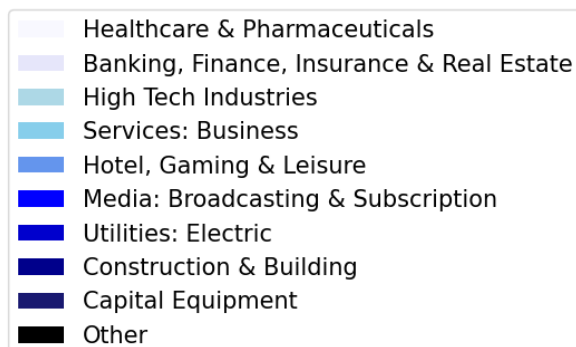 Healthcare & Pharmaceuticals
Banking, Finance, Insurance & Real Estate
High Tech Industries
Services: Business
Hotel, Gaming & Leisure
Media: Broadcasting & Subscription
Utilities: Electric
Construction & Building
Capital Equipment
Other